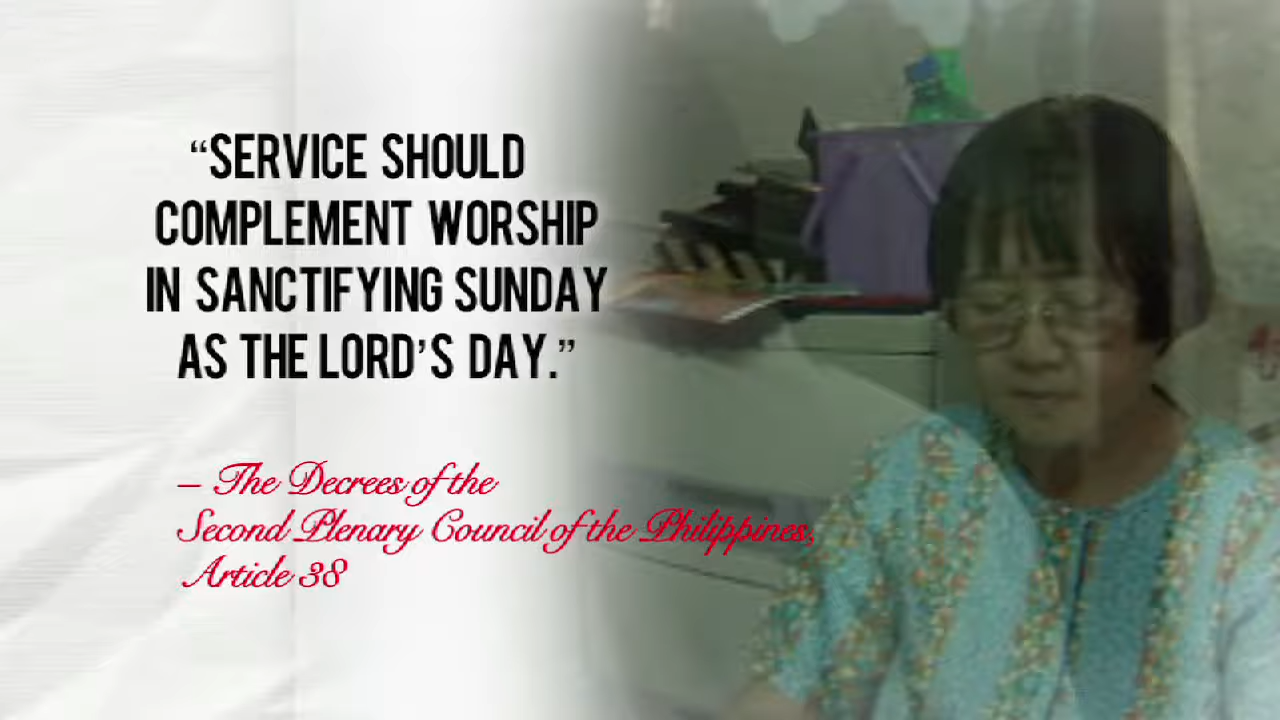 “SERVICE SHOULD
COMPLEMENT WORSHIP
IN SANCTIFYING SUNDAY
AS THE LORD’S DAY.”
– The Decrees of the
Second Plenary Council of the Philippines,
Article 38